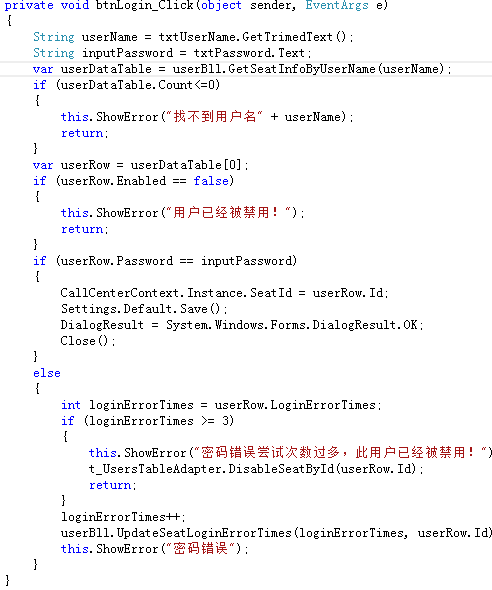 private void btnLogin_Click(object sender, EventArgs e)
{
String userName = txtUserName.GetTrimedText();
String inputPassword = txtPassword.Text;
var userDataTable = userBll.GetSeatInfoByUserName(userName);
if (userDataTable.Count<=0)
{
this.ShowError("找不到用户名" + userName);
return;
}
var userRow = userDataTable[0];
if (userRow.Enabled == false)
{
this.ShowError("用户已经被禁用！");
return;
}
if (userRow.Password == inputPassword)
{
CallCenterContext.Instance.SeatId = userRow.Id;
Settings.Default.Save();
DialogResult = System.Windows.Forms.DialogResult.OK;
Close();
}
else
{
int loginErrorTimes = userRow.LoginErrorTimes;
if (loginErrorTimes >= 3)
{
this.ShowError("密码错误尝试次数过多，此用户已经被禁用！")
t_UsersTableAdapter.DisableSeatById(userRow.Id);
return;
}
loginErrorTimes++;
userBll.UpdateSeatLoginErrorTimes(loginErrorTimes, userRow.Id)
this.ShowError("密码错误");
}
}